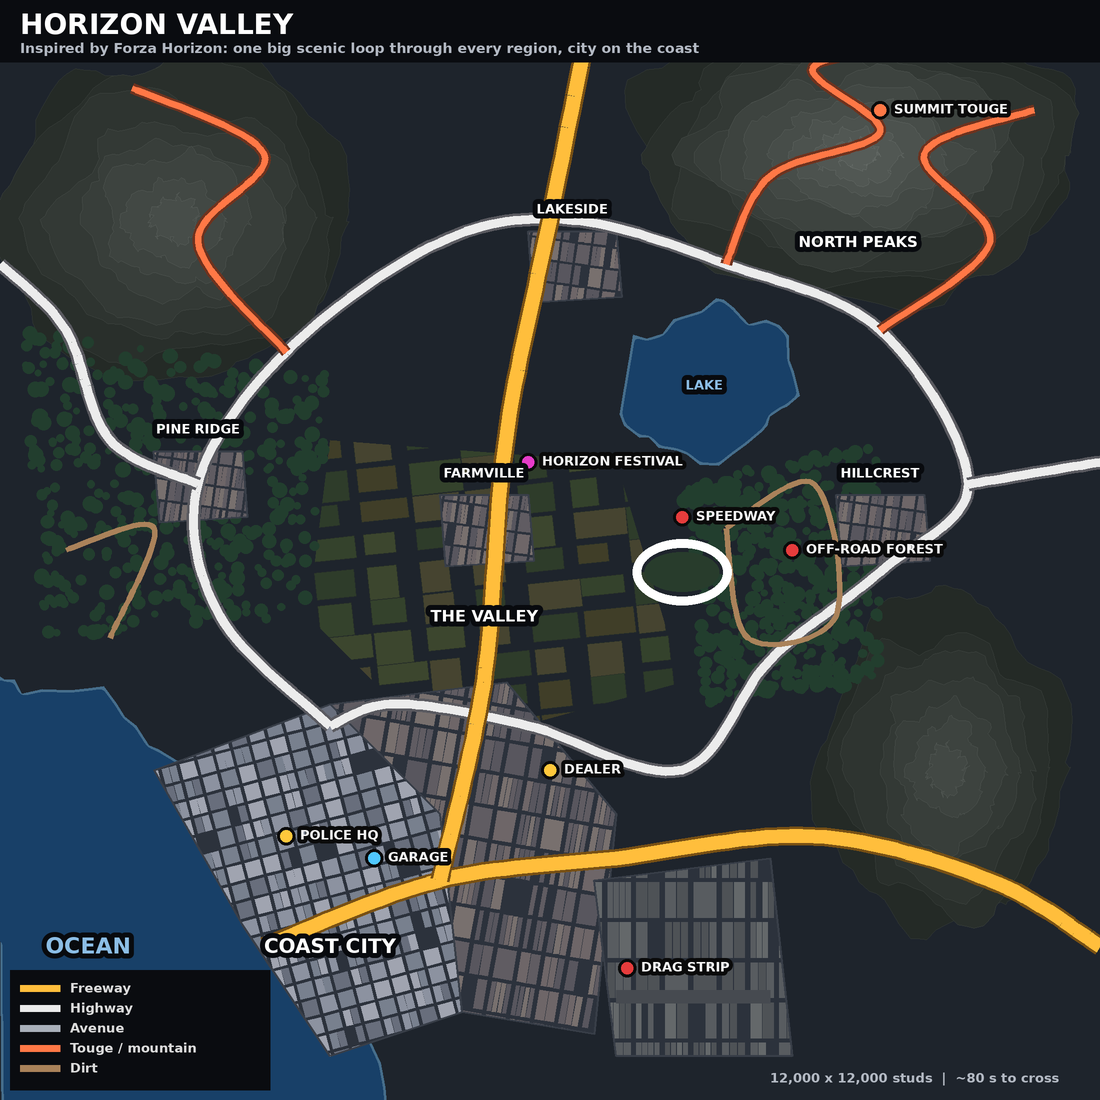 HORIZON VALLEY
Inspired by Forza Horizon: one big scenic loop through every region, city on the coast
SUMMIT TOUGE
LAKESIDE
NORTH PEAKS
LAKE
PINE RIDGE
HORIZON FESTIVAL
FARMVILLE
HILLCREST
SPEEDWAY
OFF-ROAD FOREST
THE VALLEY
DEALER
POLICE HQ
GARAGE
OCEAN
COAST CITY
DRAG STRIP
Freeway
Highway
Avenue
Touge / mountain
Dirt
12,000 x 12,000 studs | ~80 s to cross